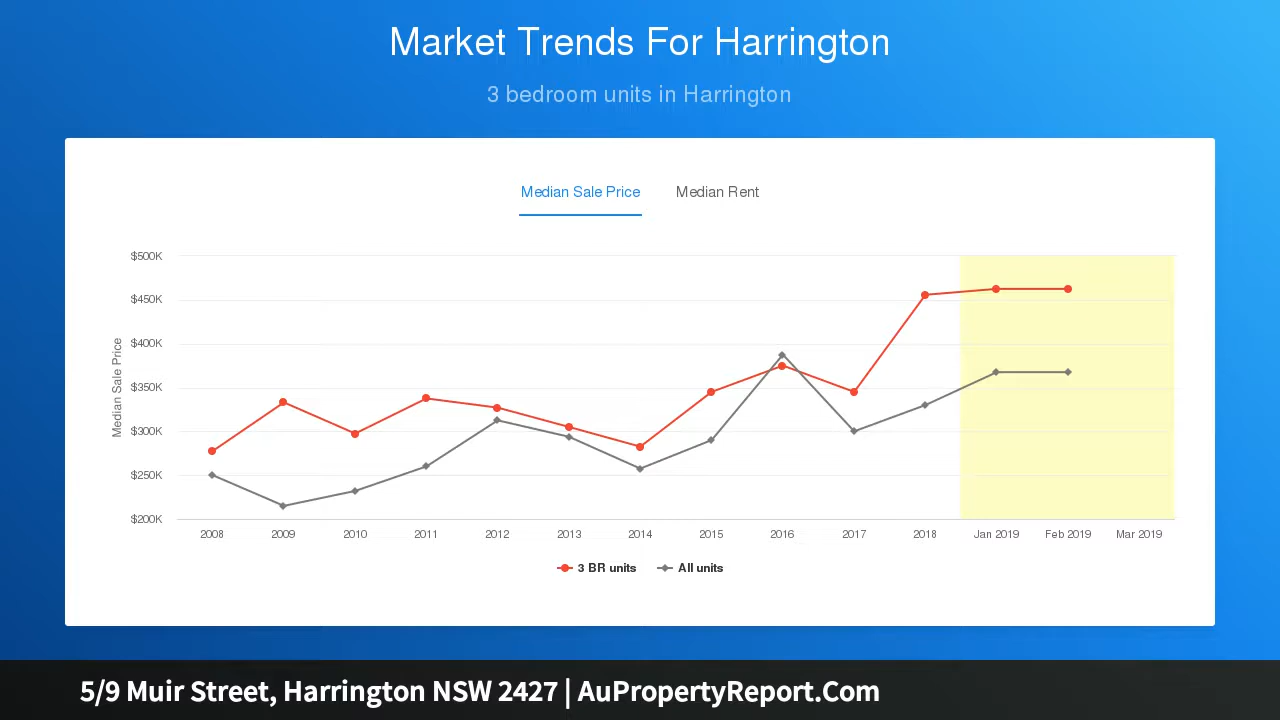 Market Trends For Harrington
3 bedroom units in Harrington
Median Sale Price Median Rent
Median Sale Price
$500K
$450K
$400K
$350K
$300K
$250K
$200K
2008 2009 2010 2011 2012 2013 2014 2015 2016 2017 2018 Jan 2019 Feb 2019 Mar 2019
3 BR units All units
5/9 Muir Street, Harrington NSW 2427 | AuPropertyReport.Com